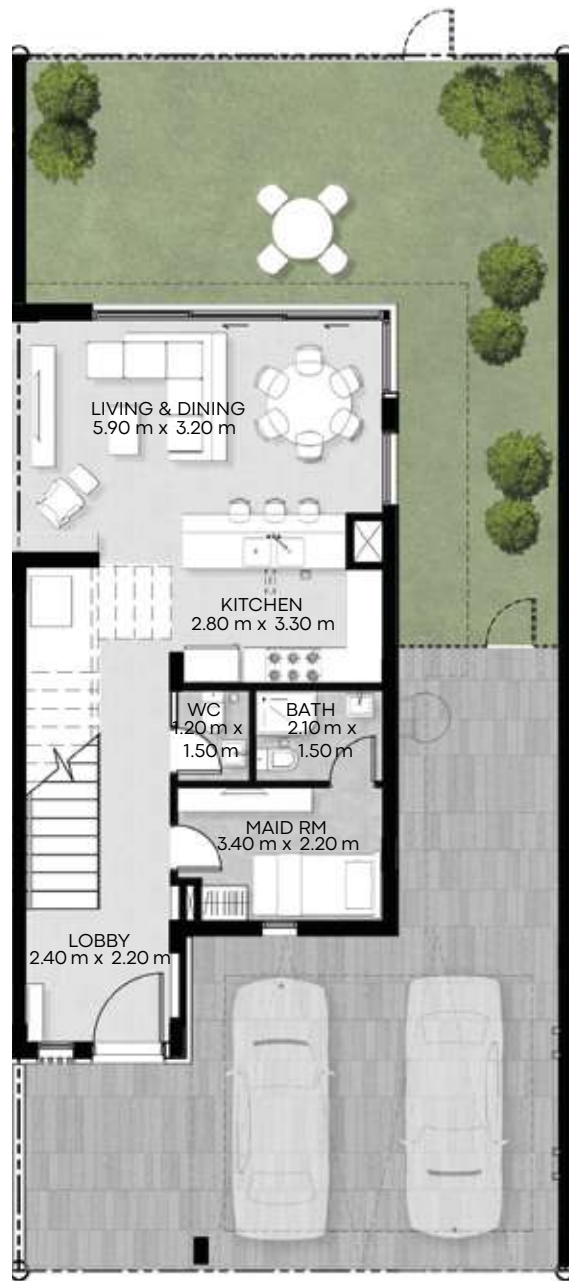 LIVING & DINING
5.90 m x 3.20 m
KITCHEN
2.80 m x 3.30 m
WC
1.20 m x
1.50 m
BATH
2.10 m x
1.50 m
MAID RM
3.40 m x 2.20 m
LOBBY
2.40 m x 2.20 m